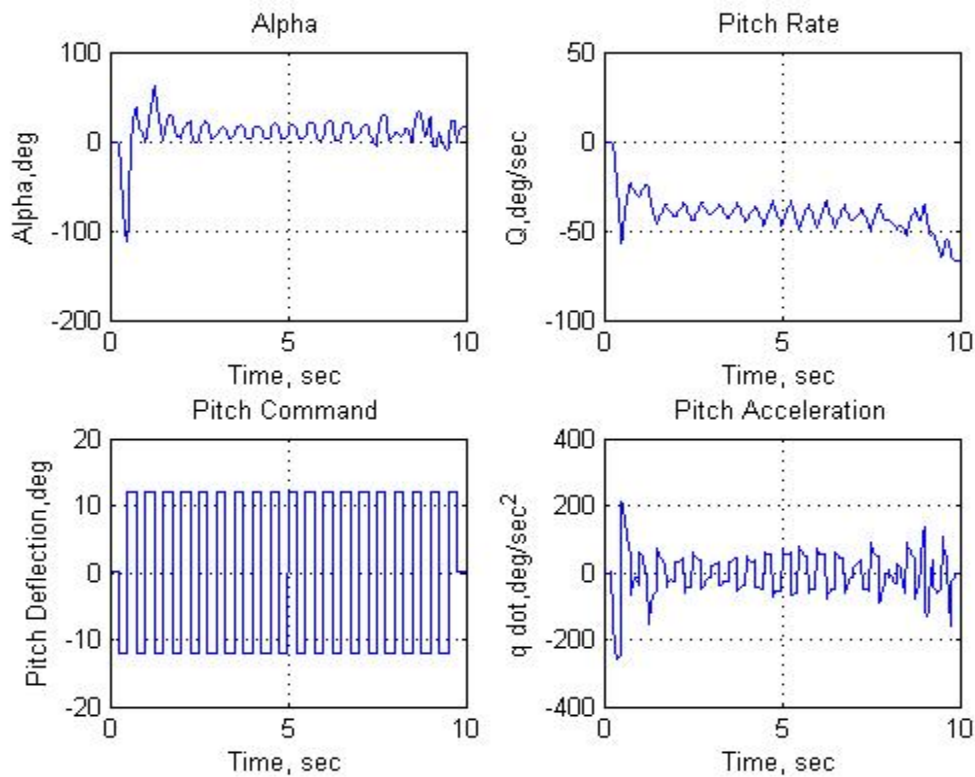 Alpha
100
0
-100
-200
Alpha,deg
0
5
10
Time, sec
Pitch Rate
50
0
-50
-100
Q,deg/sec
0
5
10
Time, sec
Pitch Command
20
10
0
-10
-20
Pitch Deflection,deg
0
5
10
Time, sec
Pitch Acceleration
400
200
0
-200
-400
q dot,deg/sec²
0
5
10
Time, sec